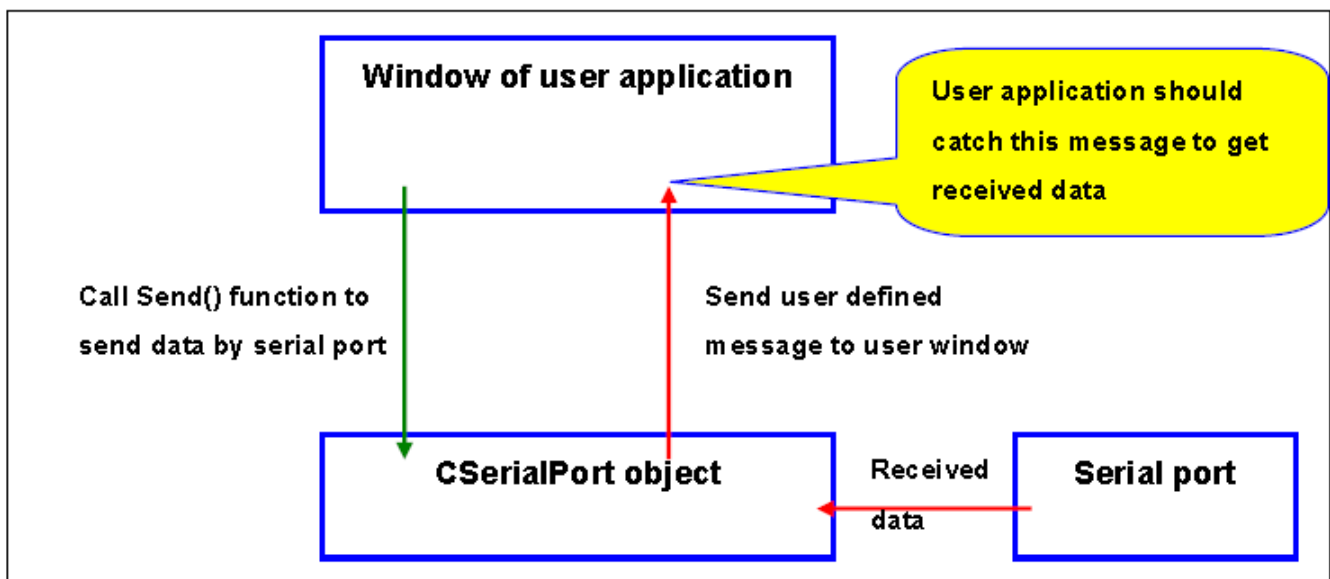 Window of user application
User application should
catch this message to get
received data
Call Send() function to
send data by serial port
Send user defined
message to user window
CSerialPort object
Received
data
Serial port